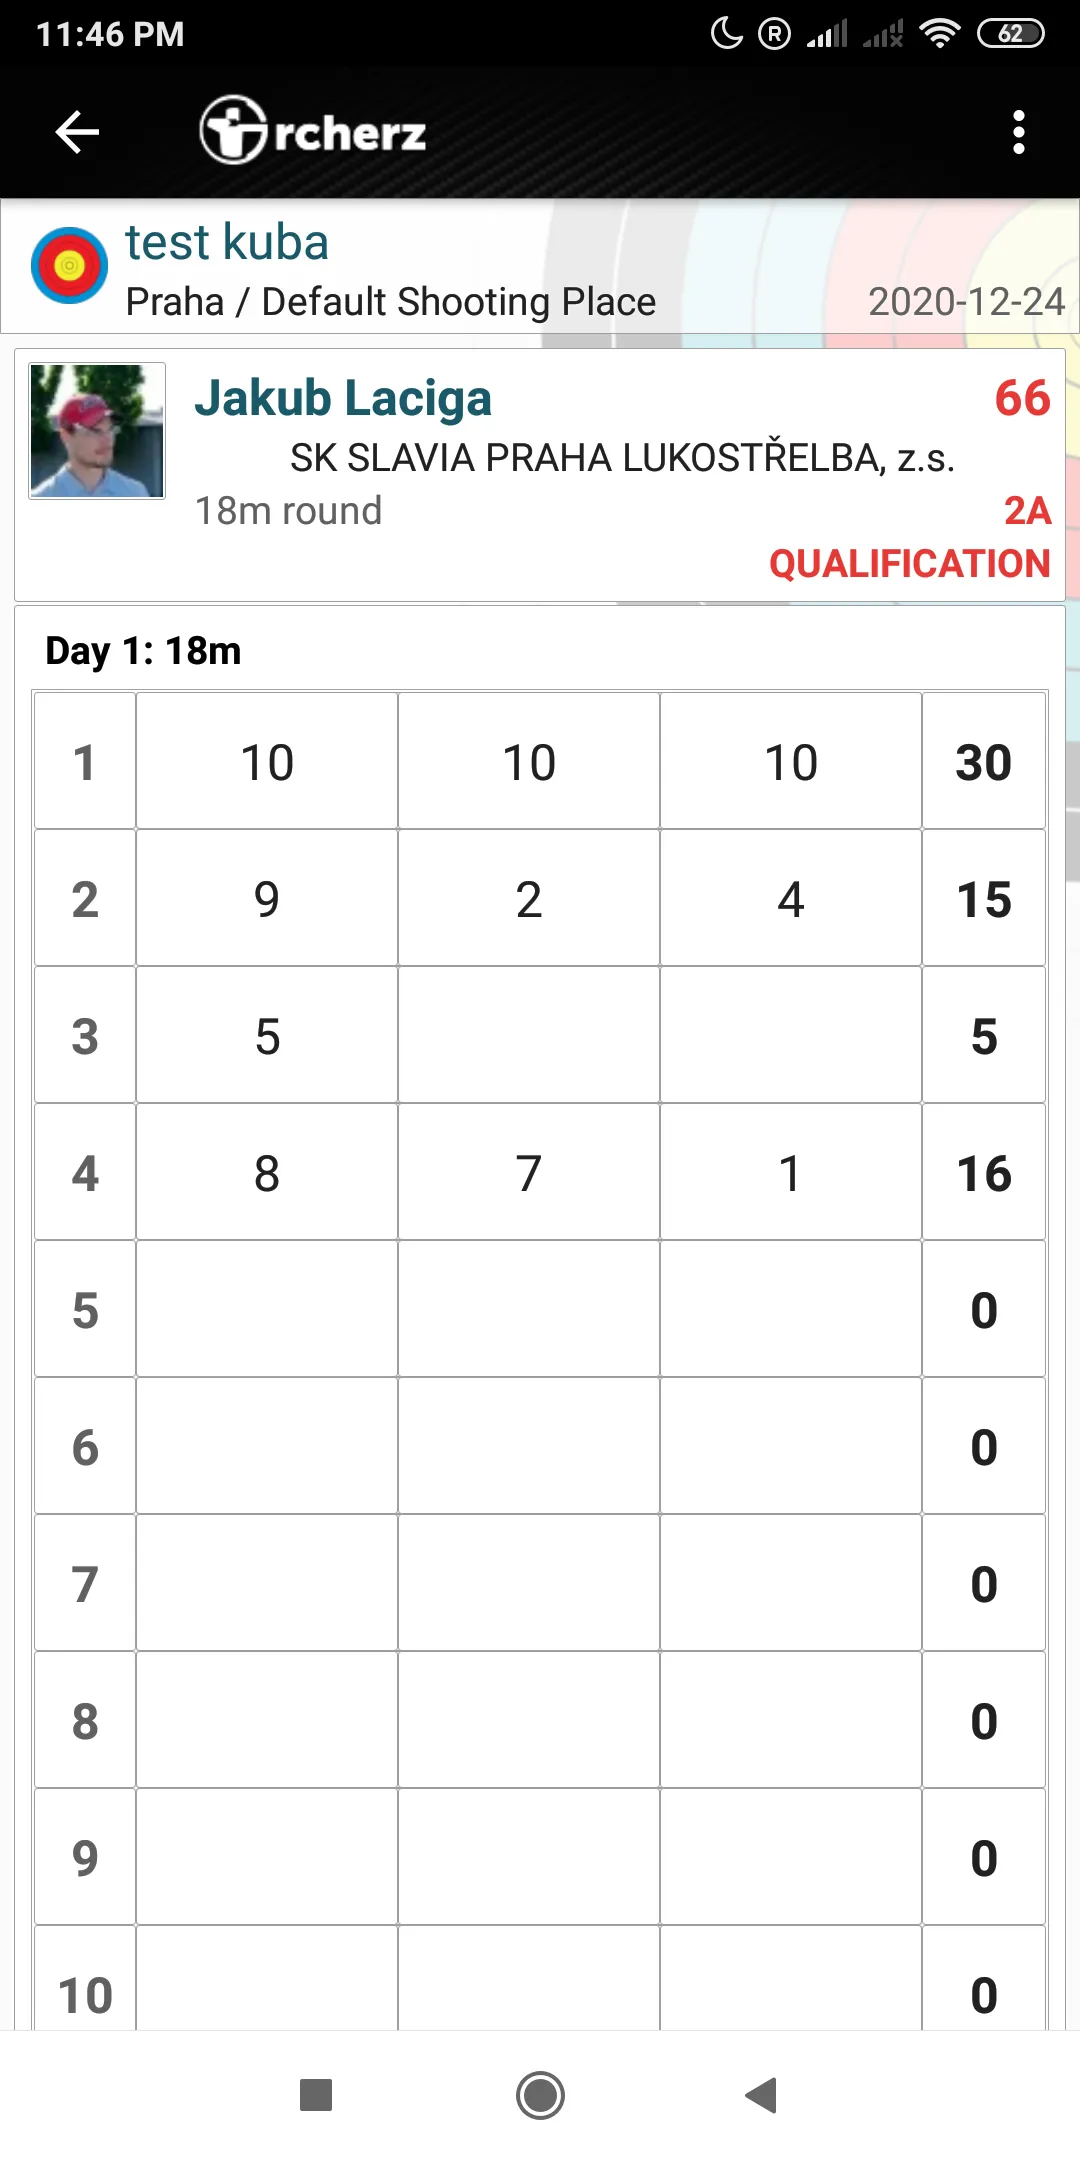 11:46 PM
R
62
rcherz
test kuba
Praha / Default Shooting Place 2020-12-24
Jakub Laciga 66
SK SLAVIA PRAHA LUKOSTŘELBA, z.s.
18m round 2A
QUALIFICATION
Day 1: 18m
1 10 10 10 30
2 9 2 4 15
3 5 5
4 8 7 1 16
5 0
6 0
7 0
8 0
9 0
10 0